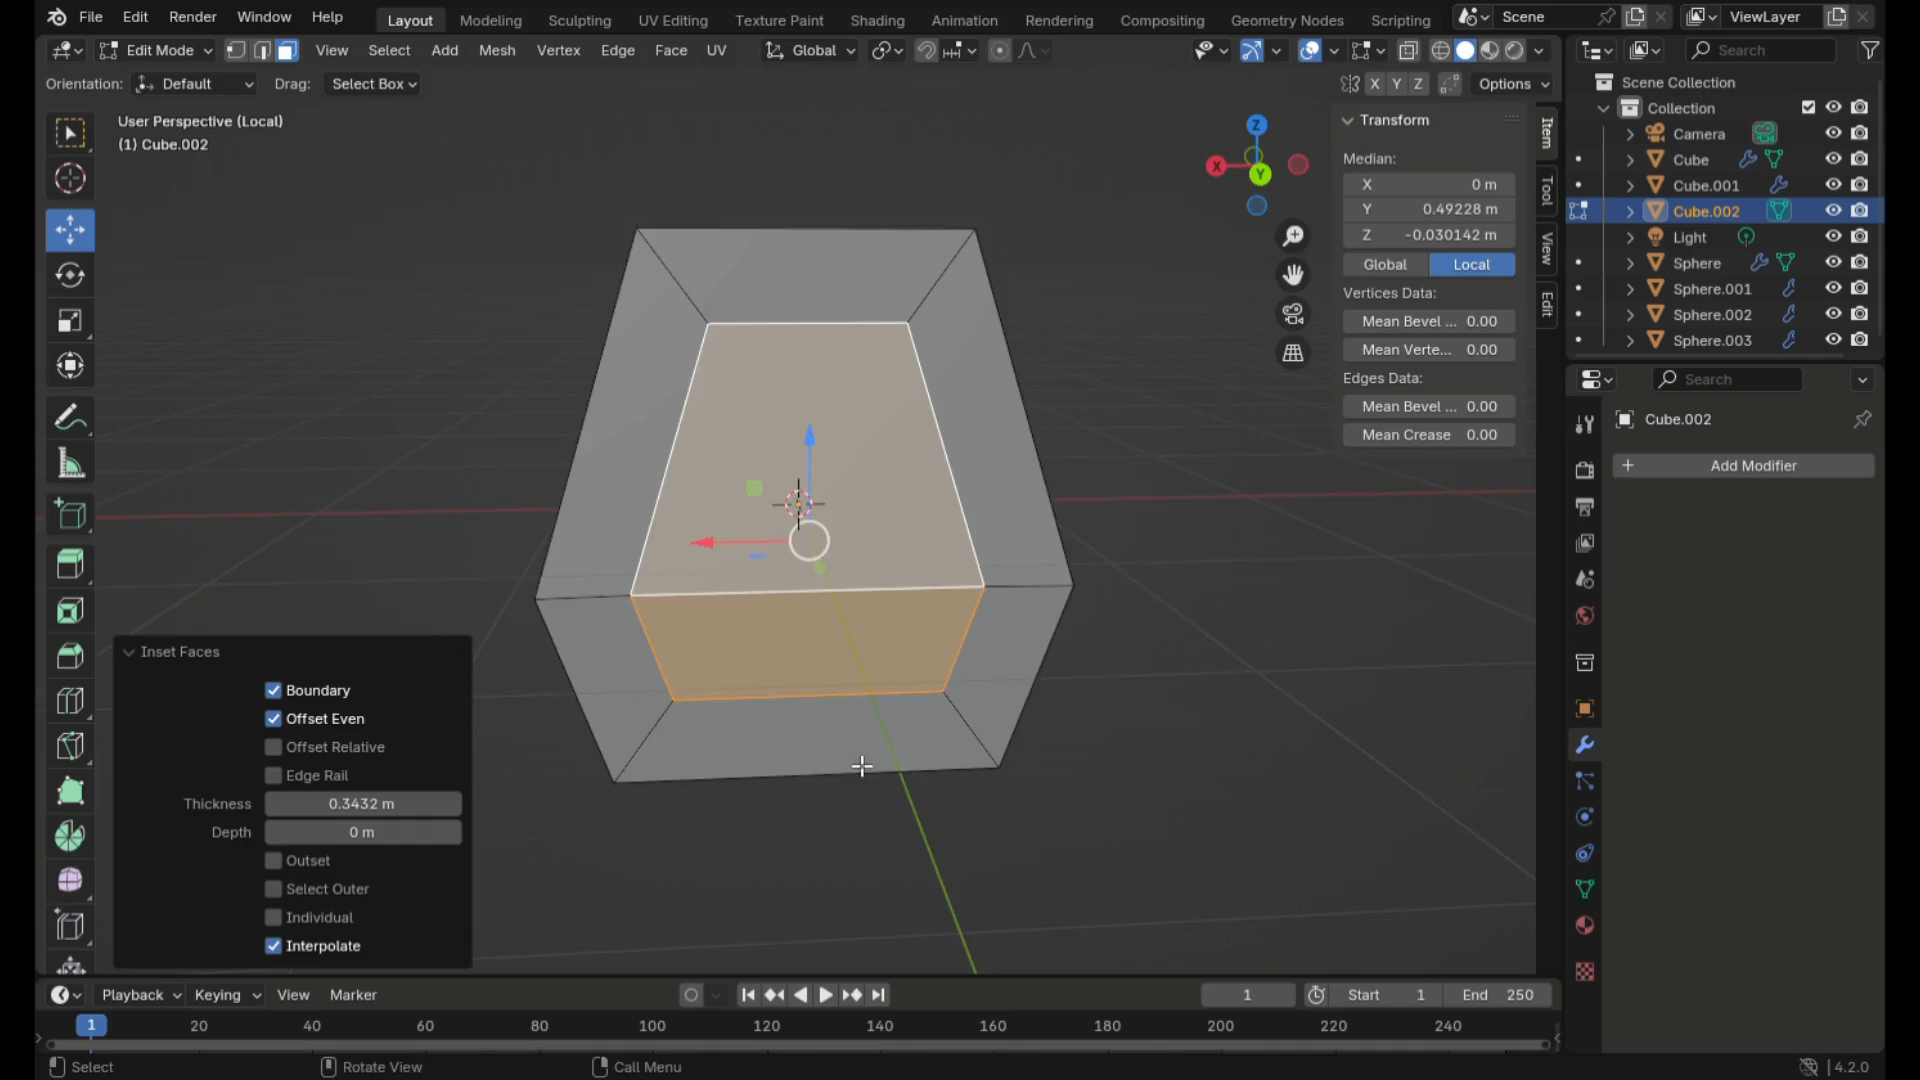 File Edit Render Window Help Layout Modeling Sculpting UV Editing Texture Paint Shading Animation Rendering Compositing Geometry Nodes Scripting Scene ViewLayer
Edit Mode View Select Add Mesh Vertex Edge Face UV Global Search
Orientation: Default Drag: Select Box X Y Z Options
User Perspective (Local)
(1) Cube.002
Z
X
Y
Transform
Median:
X 0 m
Y 0.49228 m
Z -0.030142 m
Global Local
Vertices Data:
Mean Bevel ... 0.00
Mean Verte... 0.00
Edges Data:
Mean Bevel ... 0.00
Mean Crease 0.00
Item
Tool
View
Edit
Scene Collection
Collection
Camera
Cube
Cube.001
Cube.002
Light
Sphere
Sphere.001
Sphere.002
Sphere.003
Search
Cube.002
+ Add Modifier
Inset Faces
Boundary
Offset Even
Offset Relative
Edge Rail
Thickness 0.3432 m
Depth 0 m
Outset
Select Outer
Individual
Interpolate
Playback Keying View Marker 1 Start 1 End 250
1 20 40 60 80 100 120 140 160 180 200 220 240
Select Rotate View Call Menu 4.2.0